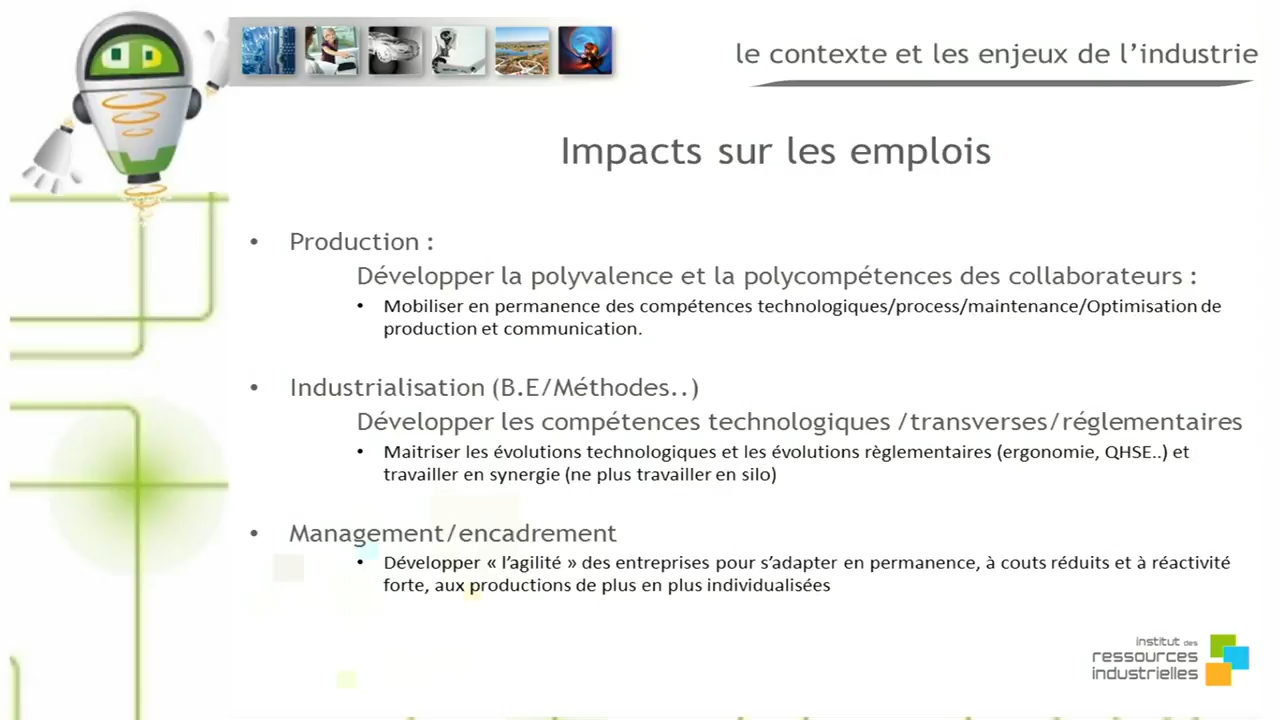 le contexte et les enjeux de l’industrie
Impacts sur les emplois
• Production :
Développer la polyvalence et la polycompétences des collaborateurs :
• Mobiliser en permanence des compétences technologiques/process/maintenance/Optimisation de
production et communication.
• Industrialisation (B.E/Méthodes..)
Développer les compétences technologiques /transverses/réglementaires
• Maitriser les évolutions technologiques et les évolutions règlementaires (ergonomie, QHSE..) et
travailler en synergie (ne plus travailler en silo)
• Management/encadrement
• Développer « l’agilité » des entreprises pour s’adapter en permanence, à couts réduits et à réactivité
forte, aux productions de plus en plus individualisées
institut des
ressources
industrielles